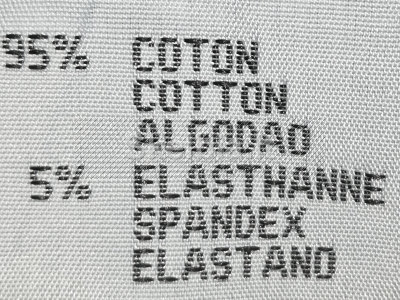 95% COTON
COTTON
ALGODAO
5% ELASTHANNE
SPANDEX
ELASTANO